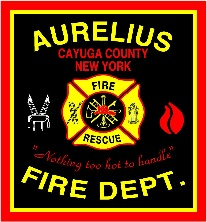 AURELIUS
CAYUGA COUNTY
NEW YORK
FIRE
RESCUE
"Nothing too hot to handle"
FIRE DEPT.